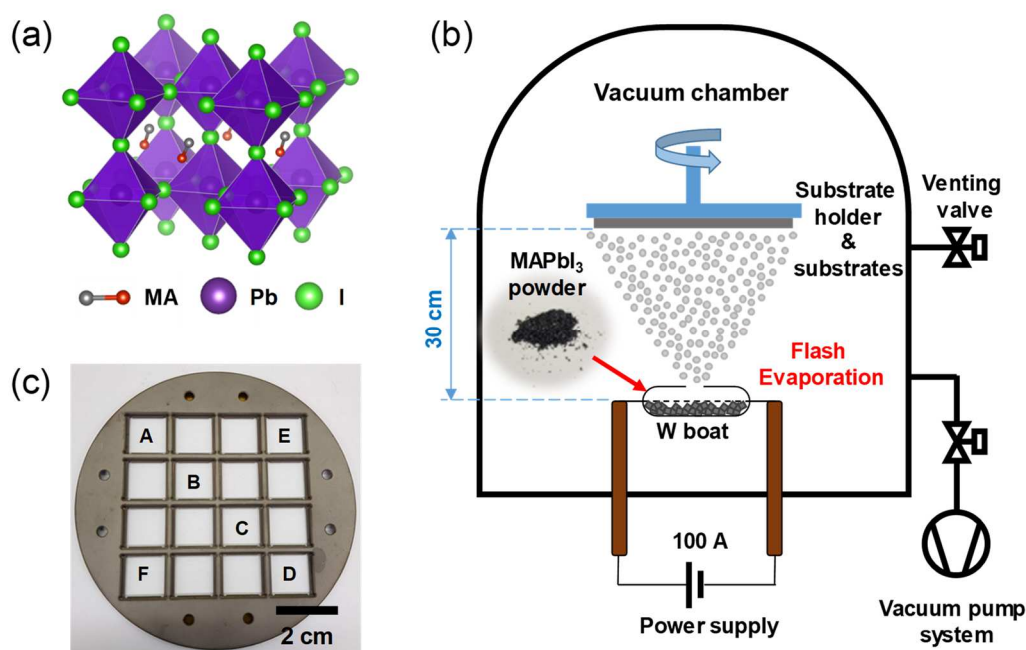 (a)
MA
Pb
I
(b)
Vacuum chamber
Substrate
holder
&
substrates
Venting
valve
MAPbI₃
powder
30 cm
Flash
Evaporation
W boat
100 A
Power supply
Vacuum pump
system
(c)
A
E
B
C
F
D
2 cm